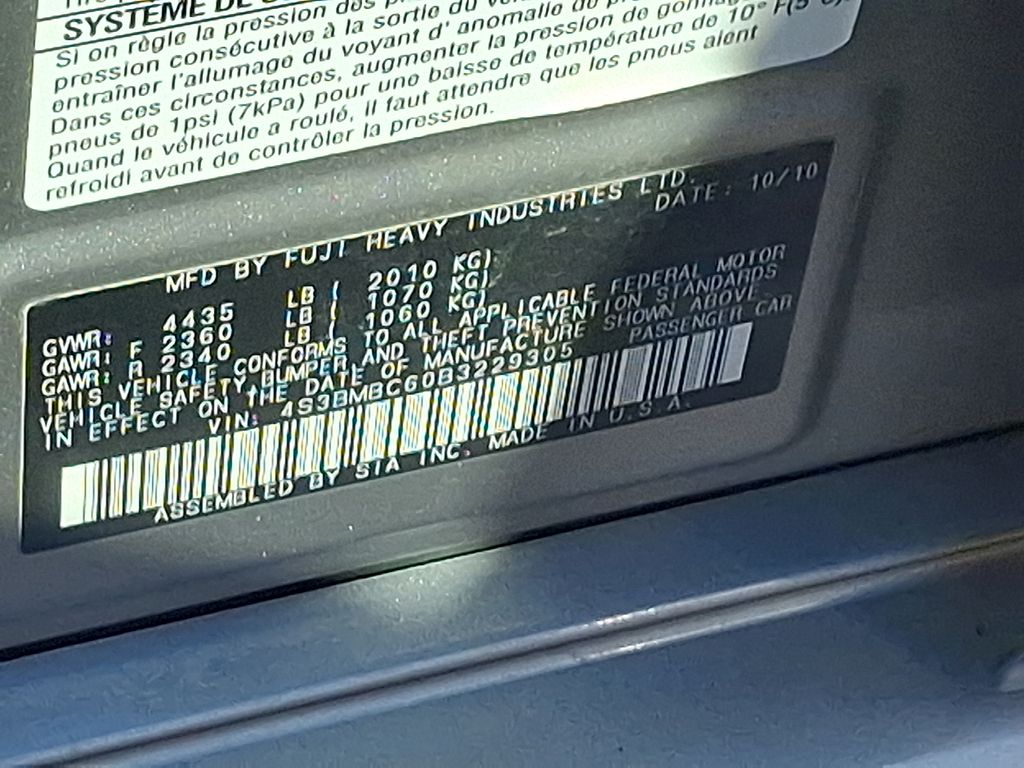 SYSTÈME DE
Si on règle la pression des
pression consécutive à la sortie du
entraîner l'allumage du voyant d'anomalie de
Dans ces circonstances, augmenter la pression de gonflage
pneus de 1psi (7kPa) pour une baisse de température de 10°F(5
Quand le véhicule a roulé, il faut attendre que les pneus aient
refroidi avant de contrôler la pression.
MFD BY FUJI HEAVY INDUSTRIES LTD.
DATE: 10/10
GVWR: 4435 LB ( 2010 KG)
GAWR: F 2360 LB ( 1070 KG)
GAWR: R 2340 LB ( 1060 KG)
THIS VEHICLE CONFORMS TO ALL APPLICABLE FEDERAL MOTOR
VEHICLE SAFETY, BUMPER, AND THEFT PREVENTION STANDARDS
IN EFFECT ON THE DATE OF MANUFACTURE SHOWN ABOVE
VIN: 4S3BMBC60B3229305 PASSENGER CAR
ASSEMBLED BY SIA INC. MADE IN U.S.A.